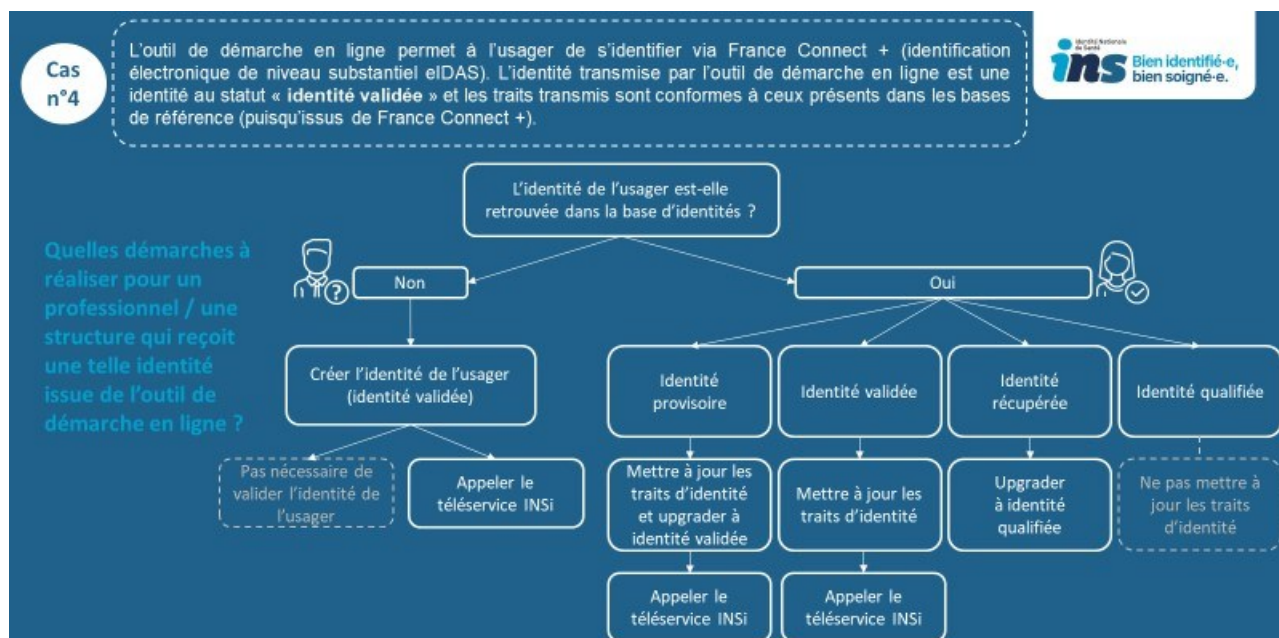 Cas
n°4
L'outil de démarche en ligne permet à l'usager de s'identifier via France Connect + (identification
électronique de niveau substantiel eIDAS). L'identité transmise par l'outil de démarche en ligne est une
identité au statut « identité validée » et les traits transmis sont conformes à ceux présents dans les bases
de référence (puisqu'issus de France Connect +).
Identité Nationale
de Santé
ins
Bien identifié·e,
bien soigné·e.
L'identité de l'usager est-elle
retrouvée dans la base d'identités ?
Quelles démarches à
réaliser pour un
professionnel / une
structure qui reçoit
une telle identité
issue de l'outil de
démarche en ligne ?
?
Non
Oui
Créer l'identité de l'usager
(identité validée)
Identité
provisoire
Identité validée
Identité
récupérée
Identité qualifiée
Pas nécessaire de
valider l'identité de
l'usager
Appeler le
téléservice INSi
Mettre à jour les
traits d'identité
et upgrader à
identité validée
Mettre à jour les
traits d'identité
Upgrader
à identité
qualifiée
Ne pas mettre à
jour les traits
d'identité
Appeler le
téléservice INSi
Appeler le
téléservice INSi